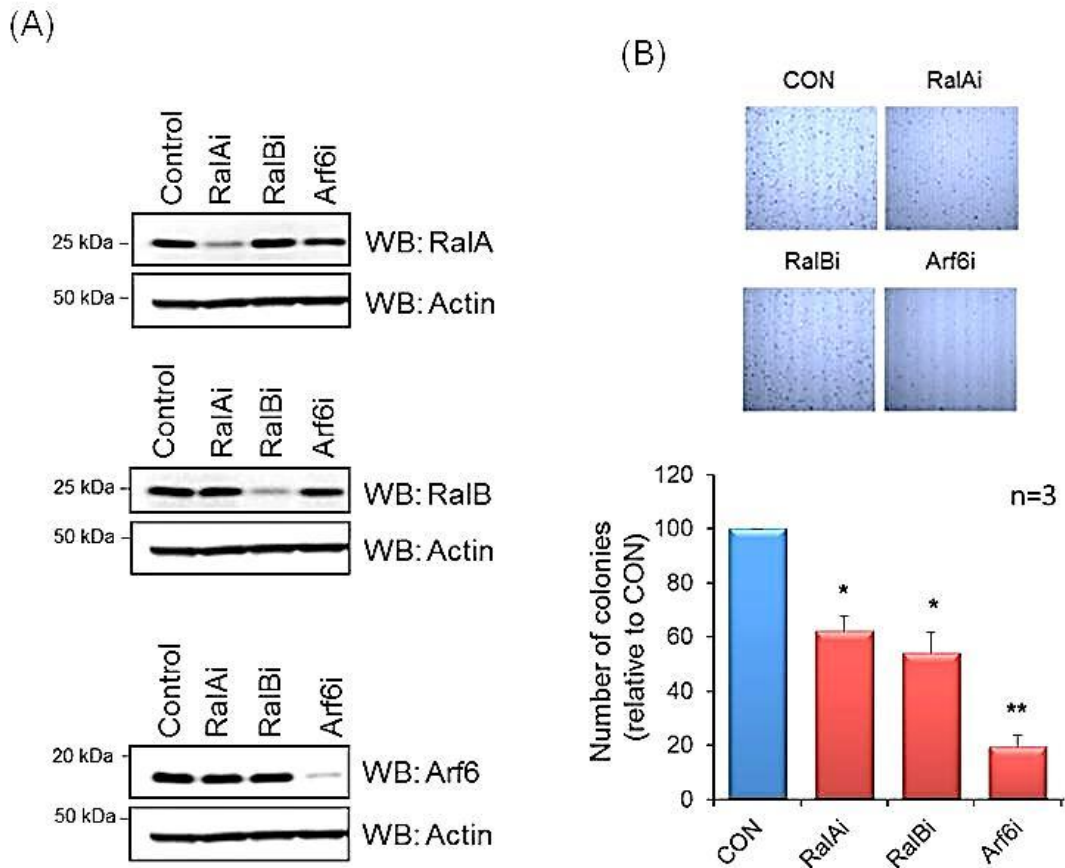 (A)
Control RalAi RalBi Arf6i
25 kDa
WB: RalA
50 kDa
WB: Actin
Control RalAi RalBi Arf6i
25 kDa
WB: RalB
50 kDa
WB: Actin
Control RalAi RalBi Arf6i
20 kDa
WB: Arf6
50 kDa
WB: Actin
(B)
CON RalAi
RalBi Arf6i
Number of colonies
(relative to CON)
120
100
80
60
40
20
0
n=3
*
*
**
CON RalAi RalBi Arf6i